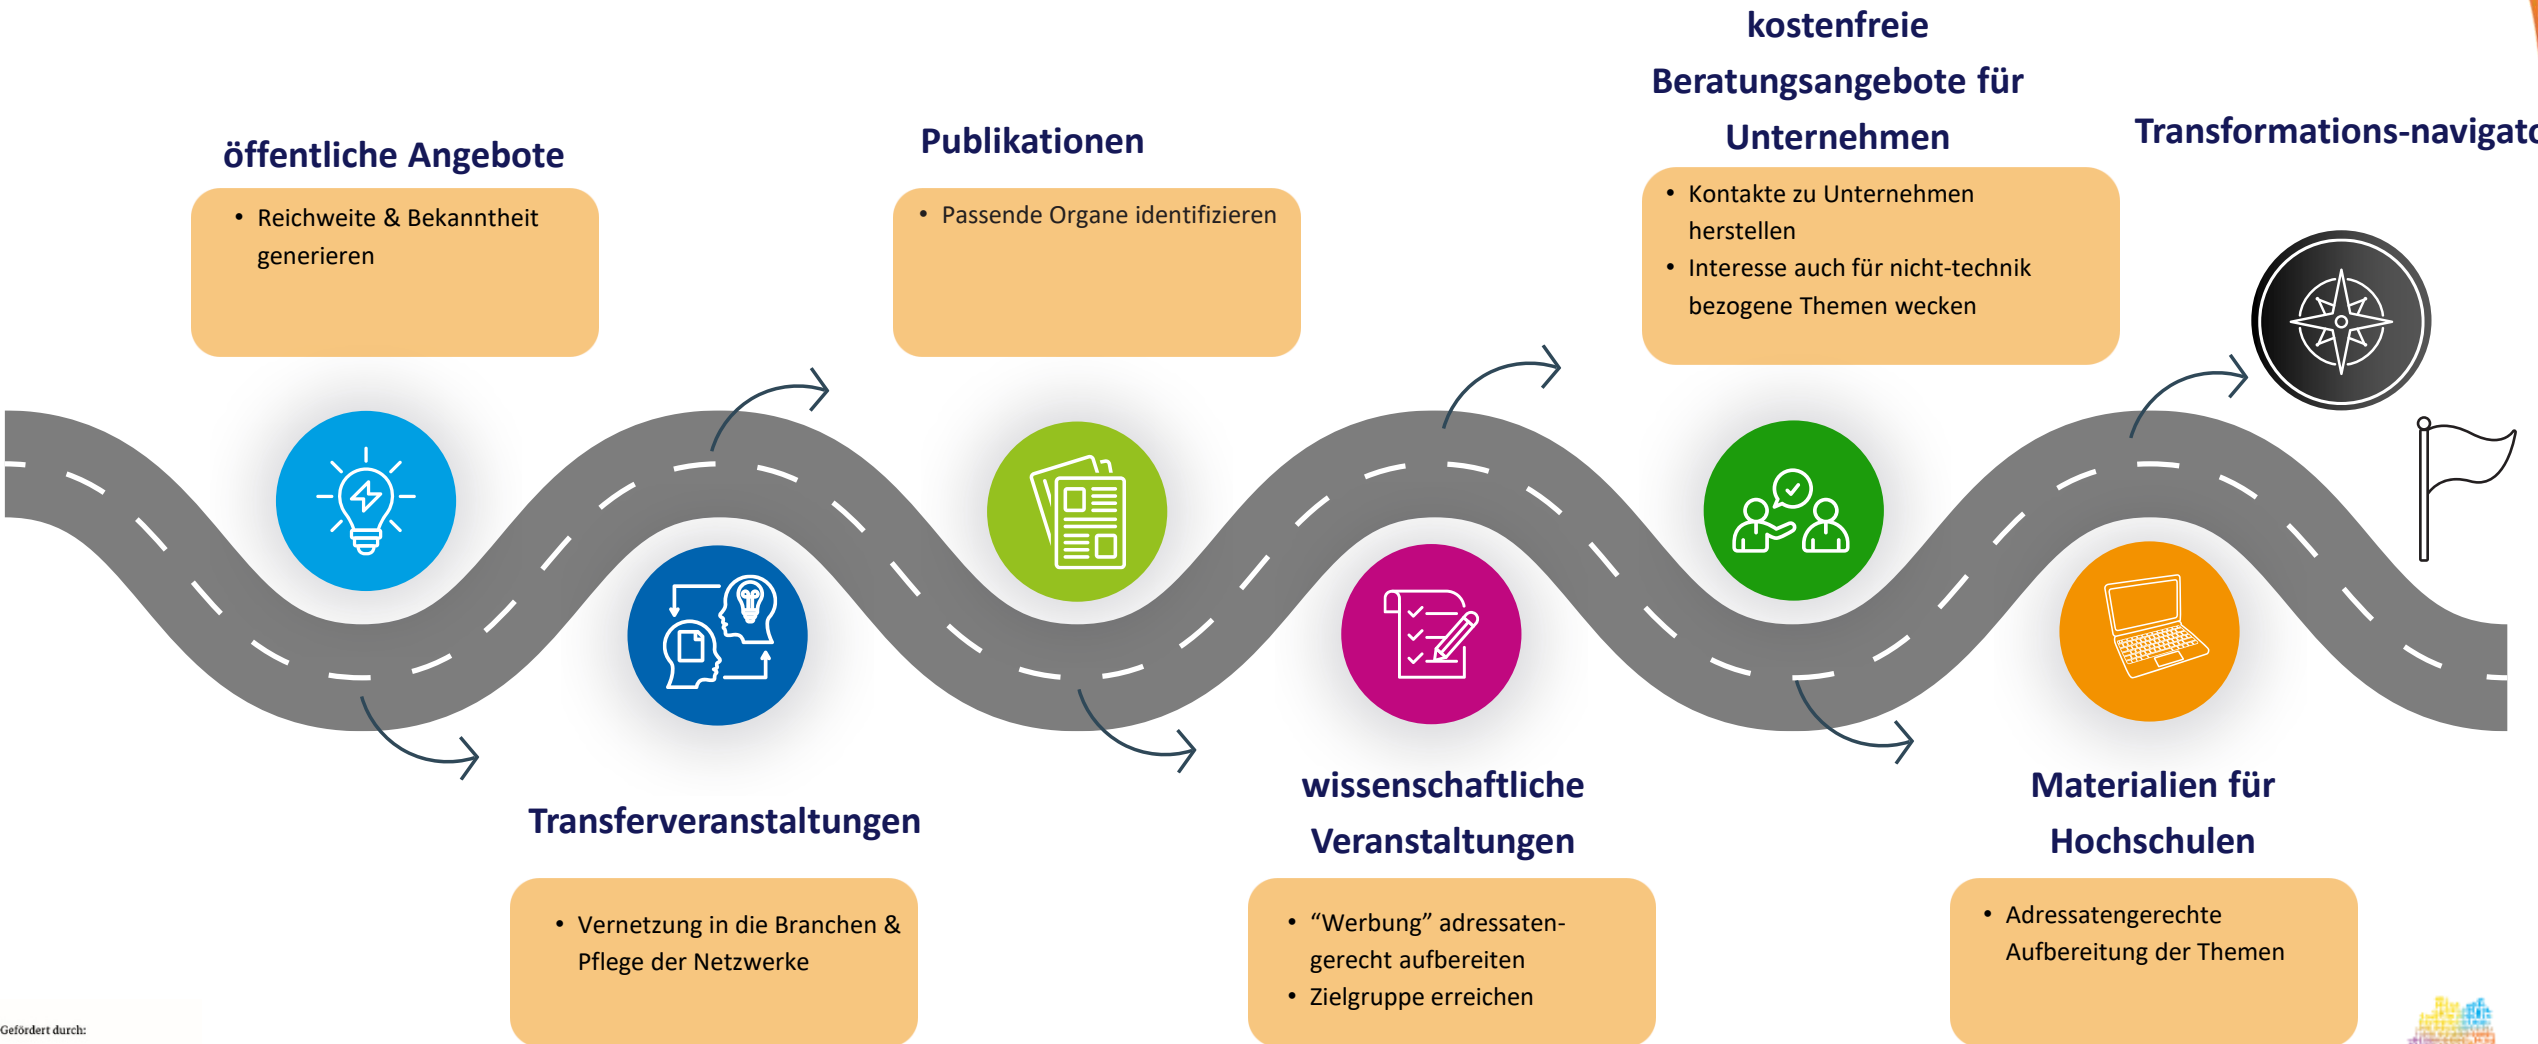 öffentliche Angebote
• Reichweite & Bekanntheit
generieren
Transferveranstaltungen
• Vernetzung in die Branchen &
Pflege der Netzwerke
Publikationen
• Passende Organe identifizieren
wissenschaftliche
Veranstaltungen
• “Werbung” adressaten-
gerecht aufbereiten
• Zielgruppe erreichen
kostenfreie
Beratungsangebote für
Unternehmen
• Kontakte zu Unternehmen
herstellen
• Interesse auch für nicht-technik
bezogene Themen wecken
Materialien für
Hochschulen
• Adressatengerechte
Aufbereitung der Themen
Transformations-navigato
Gefördert durch: